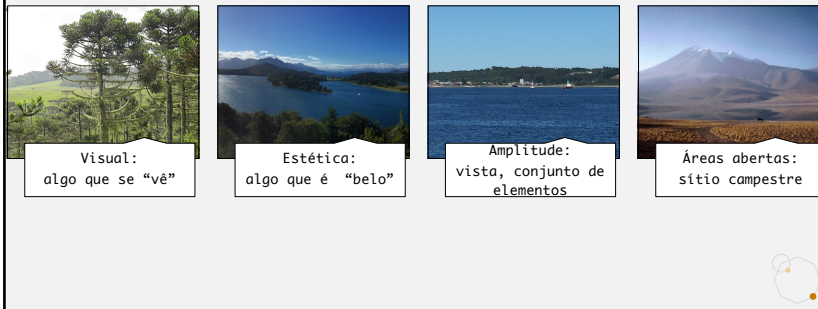 Visual:
algo que se “vê”
Estética:
algo que é “belo”
Amplitude:
vista, conjunto de
elementos
Áreas abertas:
sítio campestre